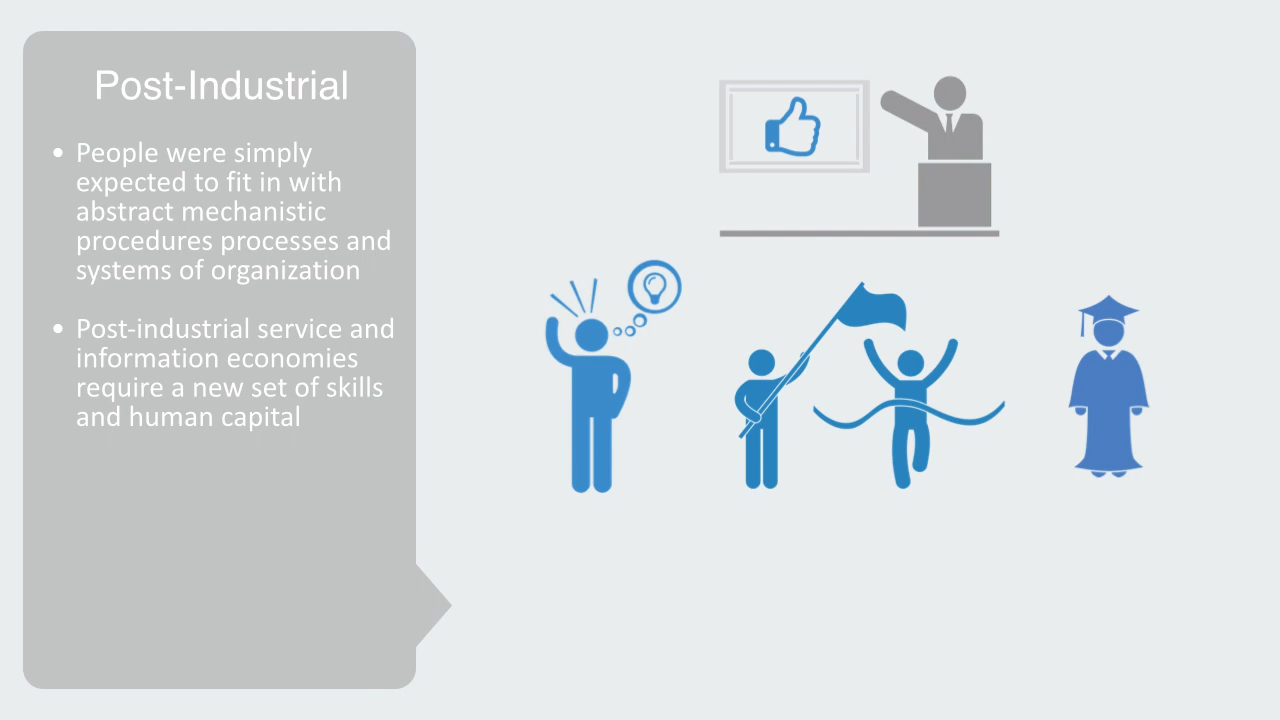 Post-Industrial
• People were simply
expected to fit in with
abstract mechanistic
procedures processes and
systems of organization
• Post-industrial service and
information economies
require a new set of skills
and human capital